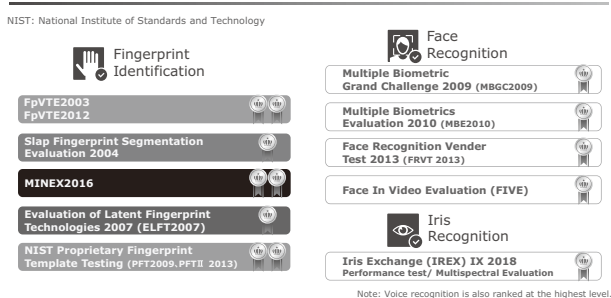 NIST: National Institute of Standards and Technology
Fingerprint
Identification
FpVTE2003
FpVTE2012
Slap Fingerprint Segmentation
Evaluation 2004
MINEX2016
Evaluation of Latent Fingerprint
Technologies 2007 (ELFT2007)
NIST Proprietary Fingerprint
Template Testing (PFT2009、PFTⅡ 2013)
Face
Recognition
Multiple Biometric
Grand Challenge 2009 (MBGC2009)
Multiple Biometrics
Evaluation 2010 (MBE2010)
Face Recognition Vender
Test 2013 (FRVT 2013)
Face In Video Evaluation (FIVE)
Iris
Recognition
Iris Exchange (IREX) IX 2018
Performance test/ Multispectral Evaluation
Note: Voice recognition is also ranked at the highest level.